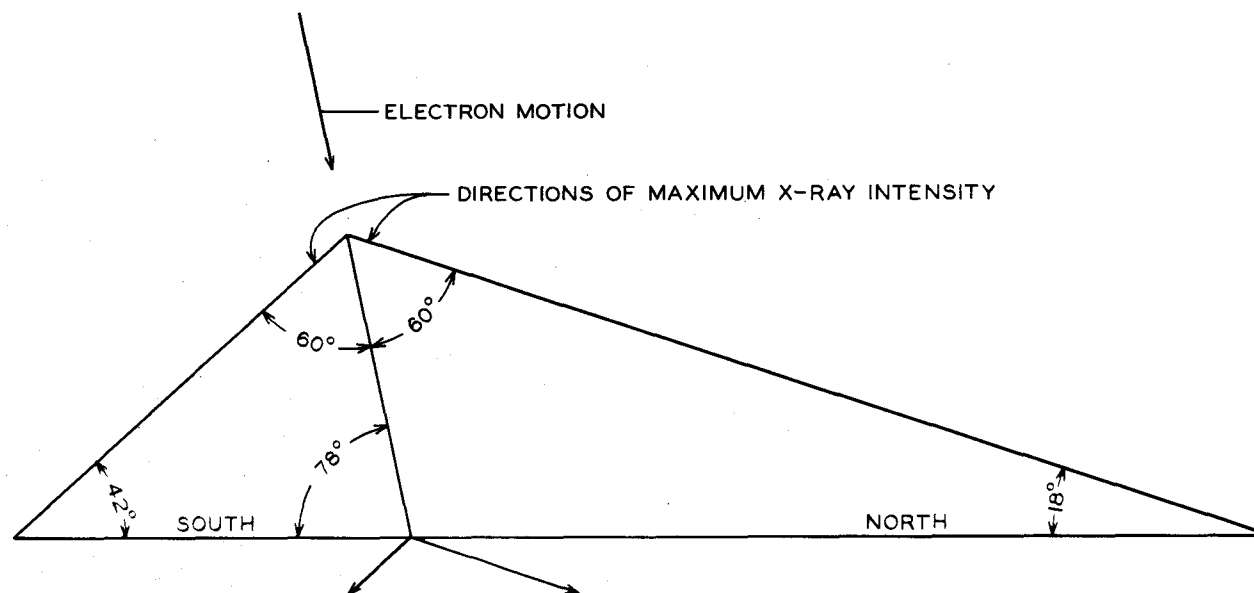 ELECTRON MOTION
DIRECTIONS OF MAXIMUM X-RAY INTENSITY
60° 60°
78°
42° SOUTH NORTH 18°